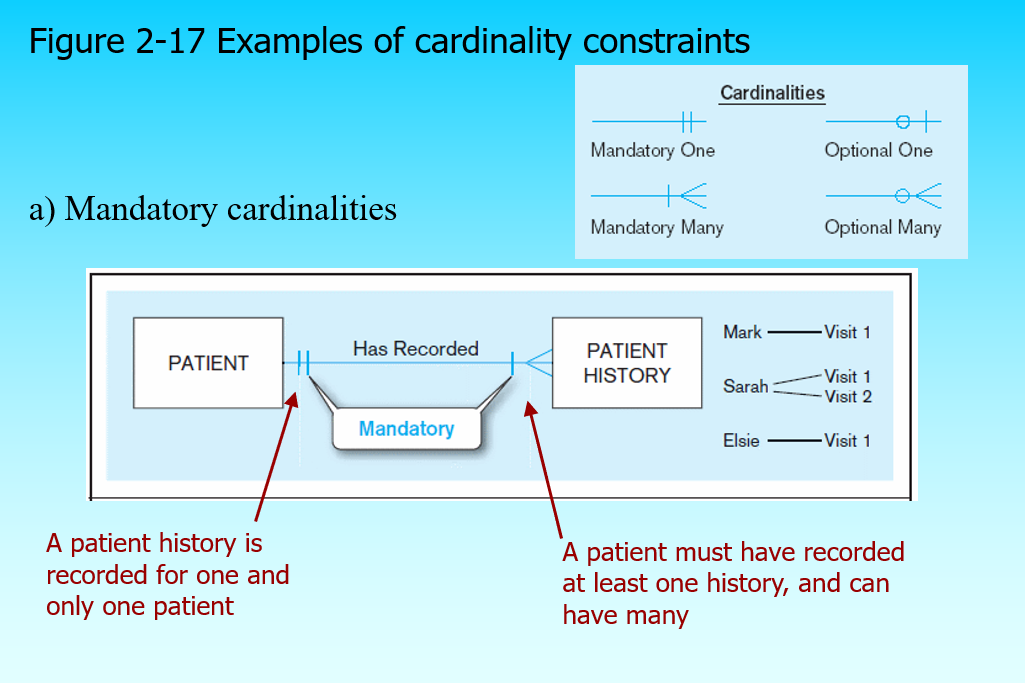 Figure 2-17 Examples of cardinality constraints
Cardinalities
Mandatory One
Optional One
Mandatory Many
Optional Many
a) Mandatory cardinalities
PATIENT
Has Recorded
Mandatory
PATIENT
HISTORY
Mark
Visit 1
Sarah
Visit 1
Visit 2
Elsie
Visit 1
A patient history is
recorded for one and
only one patient
A patient must have recorded
at least one history, and can
have many